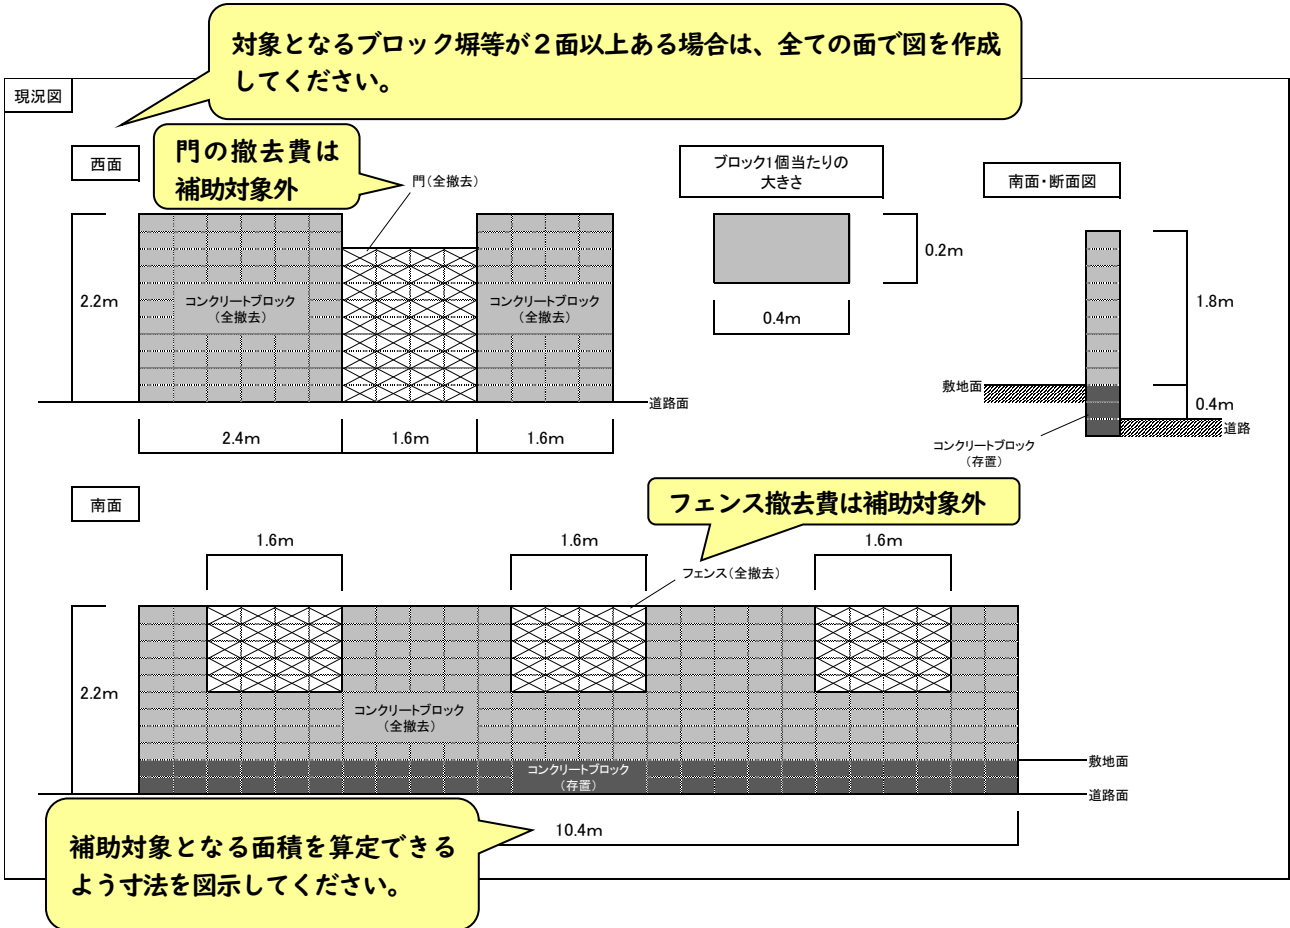 対象となるブロック塀等が２面以上ある場合は、全ての面で図を作成
してください。
現況図
西面
門の撤去費は
補助対象外
門(全撤去)
ブロック1個当たりの
大きさ
南面・断面図
2.2m
コンクリートブロック
(全撤去)
コンクリートブロック
(全撤去)
0.2m
0.4m
1.8m
敷地面
0.4m
道路
コンクリートブロック
(存置)
道路面
2.4m
1.6m
1.6m
南面
フェンス撤去費は補助対象外
1.6m
1.6m
1.6m
フェンス(全撤去)
2.2m
コンクリートブロック
(全撤去)
コンクリートブロック
(存置)
敷地面
道路面
10.4m
補助対象となる面積を算定できる
よう寸法を図示してください。